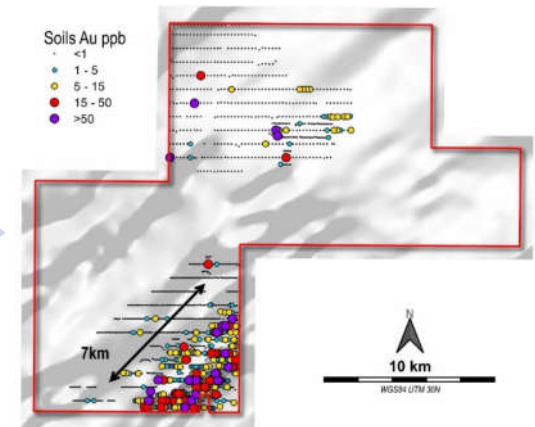 Soils Au ppb
<1
1 - 5
5 - 15
15 - 50
>50
7km
N
10 km
WGS84 UTM 30N